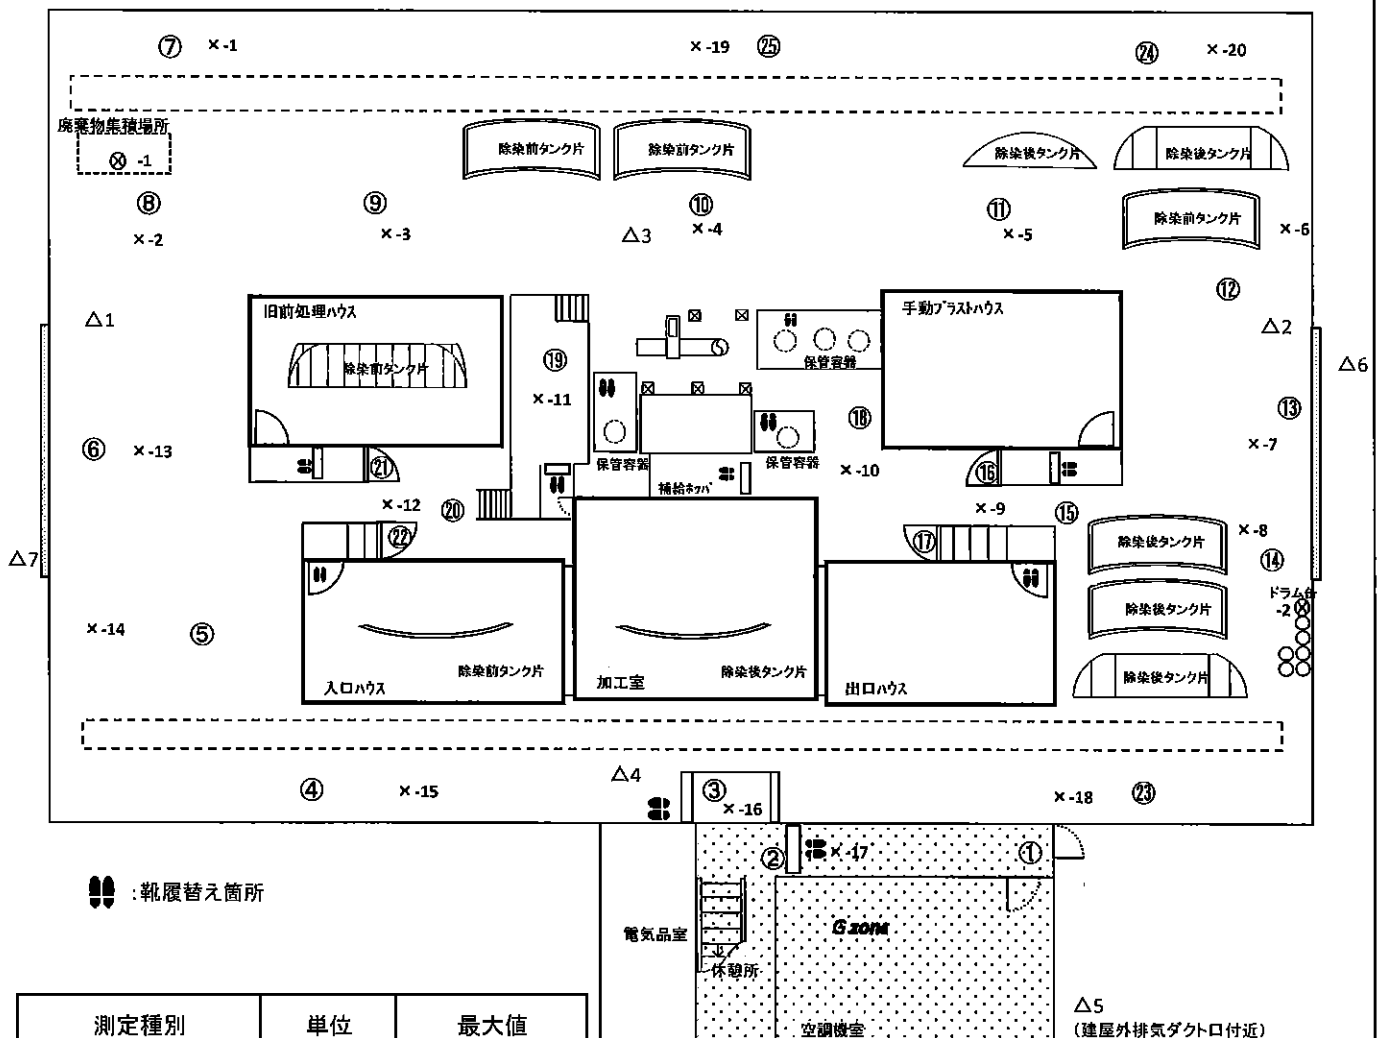 ⑦ ×-1 ×-19 ㉕ ㉔ ×-20
廃棄物集積場所
⊗ -1
除染前タンク片 除染前タンク片 除染後タンク片 除染後タンク片
⑧ ⑨ ⑩ ⑪ 除染前タンク片
×-2 ×-3 △3 ×-4 ×-5 ×-6
⑫
旧前処理ハウス 手動ブラストハウス
△1 △2
除染前タンク片 ⑲ 保管容器 △6
×-11 ⑱ ⑬
⑥ ×-13 ×-7
㉑ 保管容器 保管容器 ×-10 ⑯
補給ホッパ
×-12 ⑳ ×-9 ⑮
㉒ ⑰ 除染後タンク片 ×-8
△7 ⑭
ドラム缶
除染後タンク片 -2
×-14 ⑤
除染前タンク片 除染後タンク片 除染後タンク片
入口ハウス 加工室 出口ハウス
④ ×-15 △4 ③ ×-16 ×-18 ㉓
② ×-17 ①
:靴履替え箇所
電気品室 G zone
休憩所
測定種別 単位 最大値
空調機室
△5
(建屋外排気ダクト口付近)